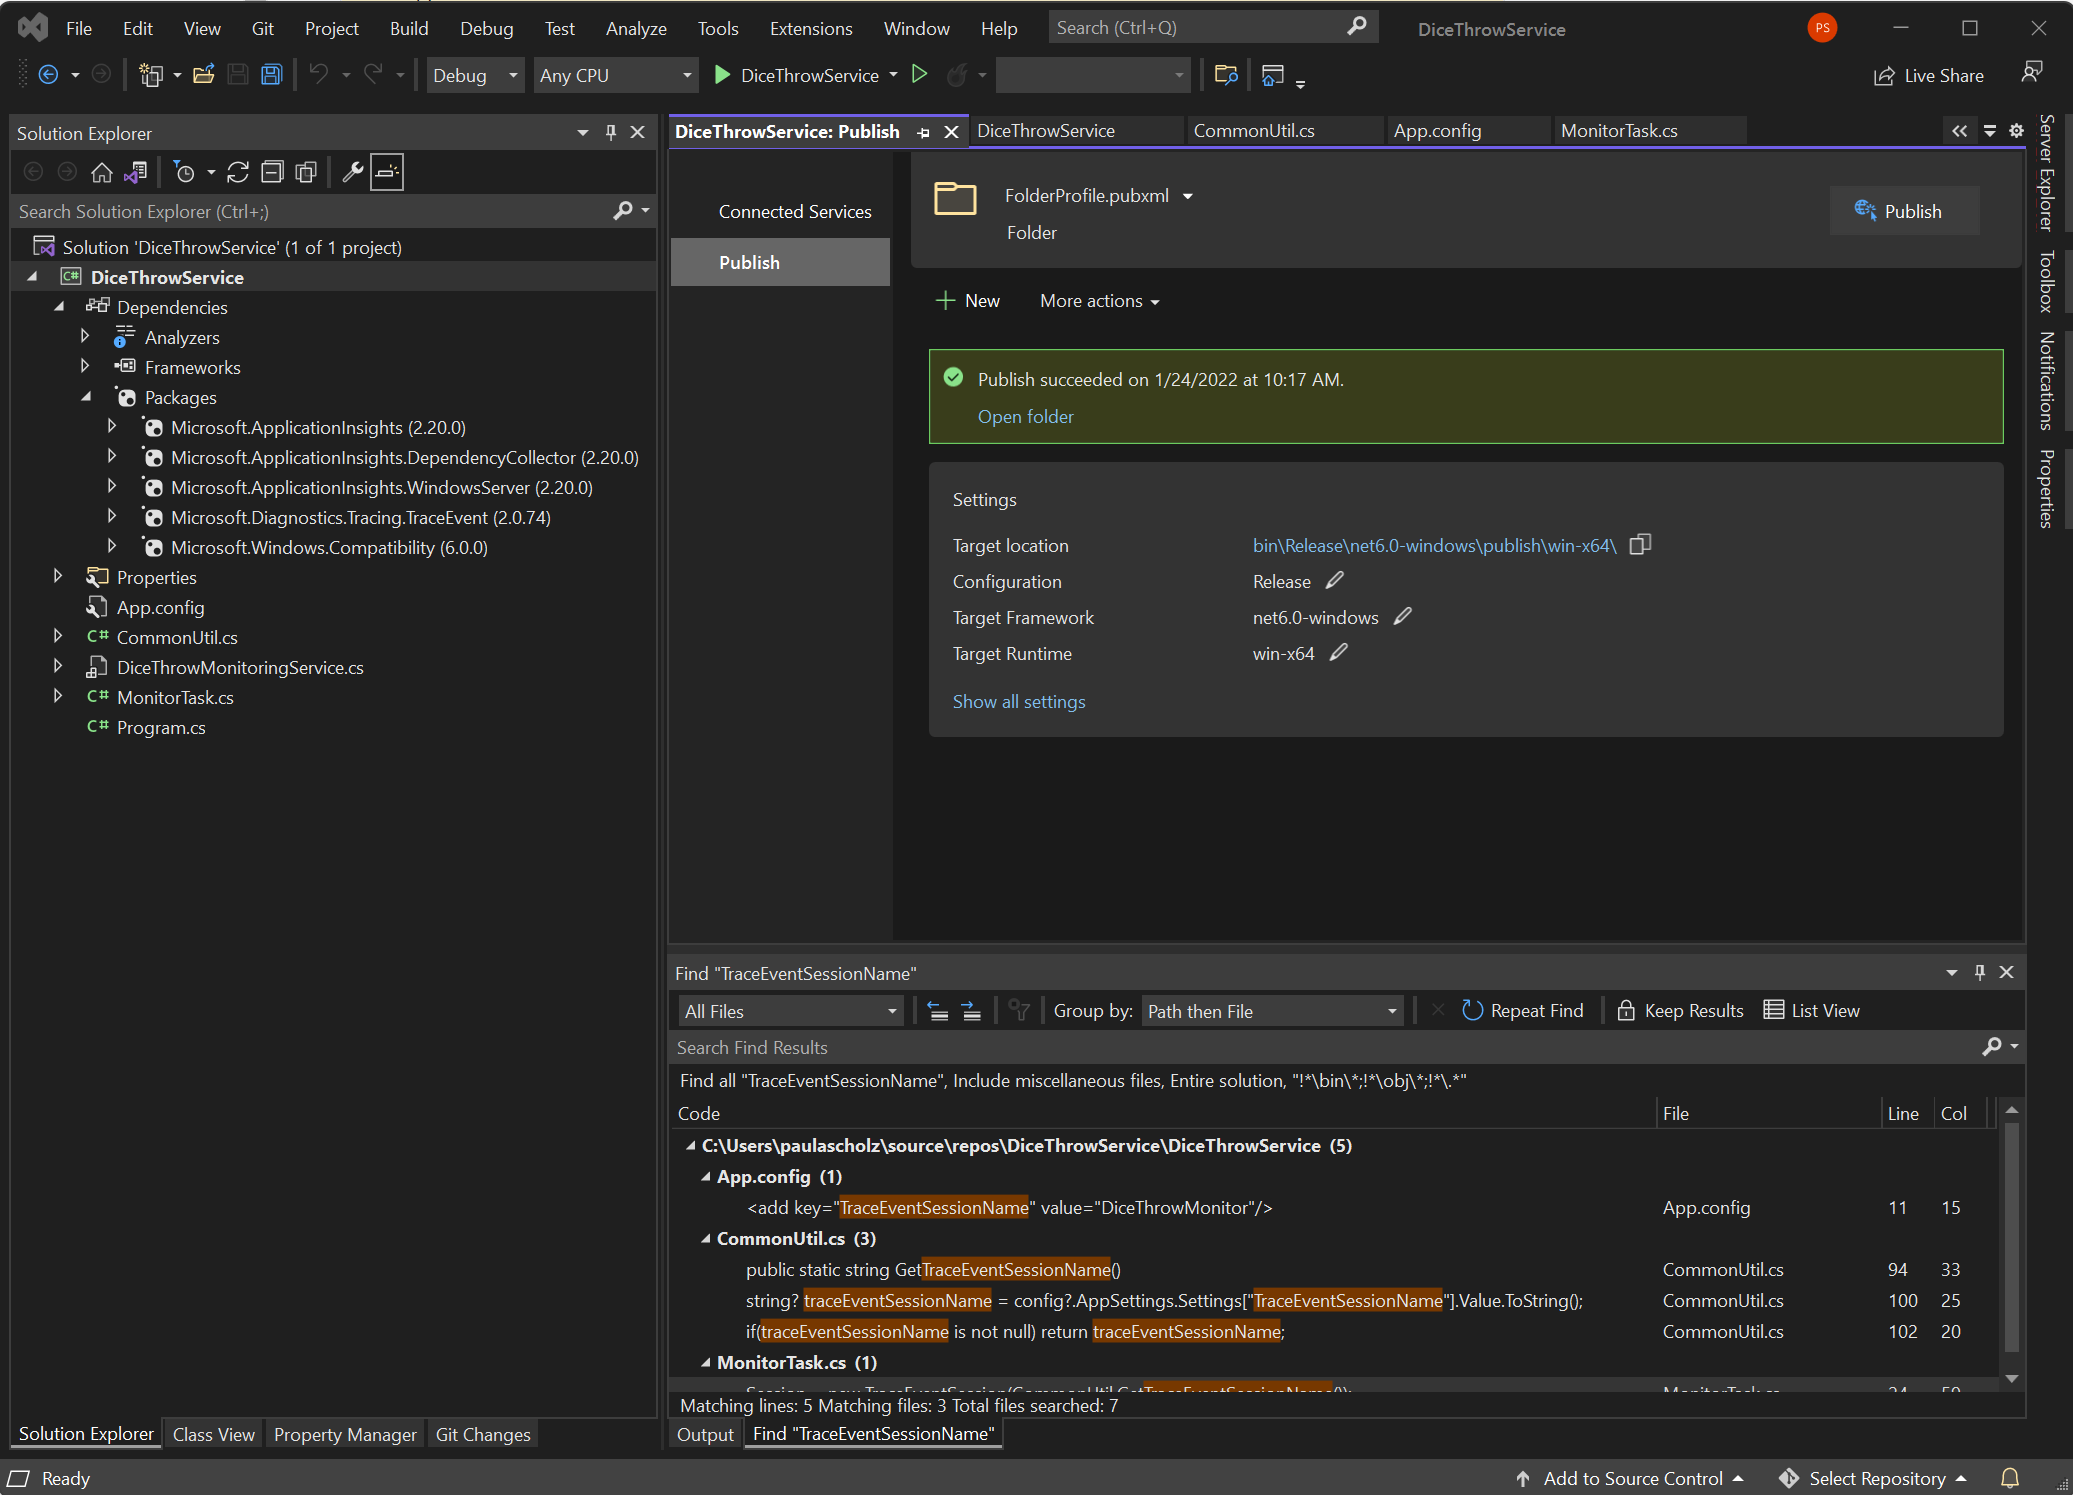 File Edit View Git Project Build Debug Test Analyze Tools Extensions Window Help Search (Ctrl+Q) DiceThrowService PS
Debug Any CPU DiceThrowService Live Share
Solution Explorer
Search Solution Explorer (Ctrl+;)
Solution 'DiceThrowService' (1 of 1 project)
DiceThrowService
Dependencies
Analyzers
Frameworks
Packages
Microsoft.ApplicationInsights (2.20.0)
Microsoft.ApplicationInsights.DependencyCollector (2.20.0)
Microsoft.ApplicationInsights.WindowsServer (2.20.0)
Microsoft.Diagnostics.Tracing.TraceEvent (2.0.74)
Microsoft.Windows.Compatibility (6.0.0)
Properties
App.config
C# CommonUtil.cs
DiceThrowMonitoringService.cs
C# MonitorTask.cs
C# Program.cs
Solution Explorer Class View Property Manager Git Changes
DiceThrowService: Publish DiceThrowService CommonUtil.cs App.config MonitorTask.cs
Connected Services
Publish
FolderProfile.pubxml
Folder
Publish
New More actions
Publish succeeded on 1/24/2022 at 10:17 AM.
Open folder
Settings
Target location bin\Release\net6.0-windows\publish\win-x64\
Configuration Release
Target Framework net6.0-windows
Target Runtime win-x64
Show all settings
Server Explorer
Toolbox
Notifications
Properties
Find "TraceEventSessionName"
All Files Group by: Path then File Repeat Find Keep Results List View
Search Find Results
Find all "TraceEventSessionName", Include miscellaneous files, Entire solution, "!*\bin\*;!*\obj\*;!*\.*"
Code File Line Col
C:\Users\paulascholz\source\repos\DiceThrowService\DiceThrowService (5)
App.config (1)
<add key="TraceEventSessionName" value="DiceThrowMonitor"/> App.config 11 15
CommonUtil.cs (3)
public static string GetTraceEventSessionName() CommonUtil.cs 94 33
string? traceEventSessionName = config?.AppSettings.Settings["TraceEventSessionName"].Value.ToString(); CommonUtil.cs 100 25
if(traceEventSessionName is not null) return traceEventSessionName; CommonUtil.cs 102 20
MonitorTask.cs (1)
Matching lines: 5 Matching files: 3 Total files searched: 7
Output Find "TraceEventSessionName"
Ready Add to Source Control Select Repository